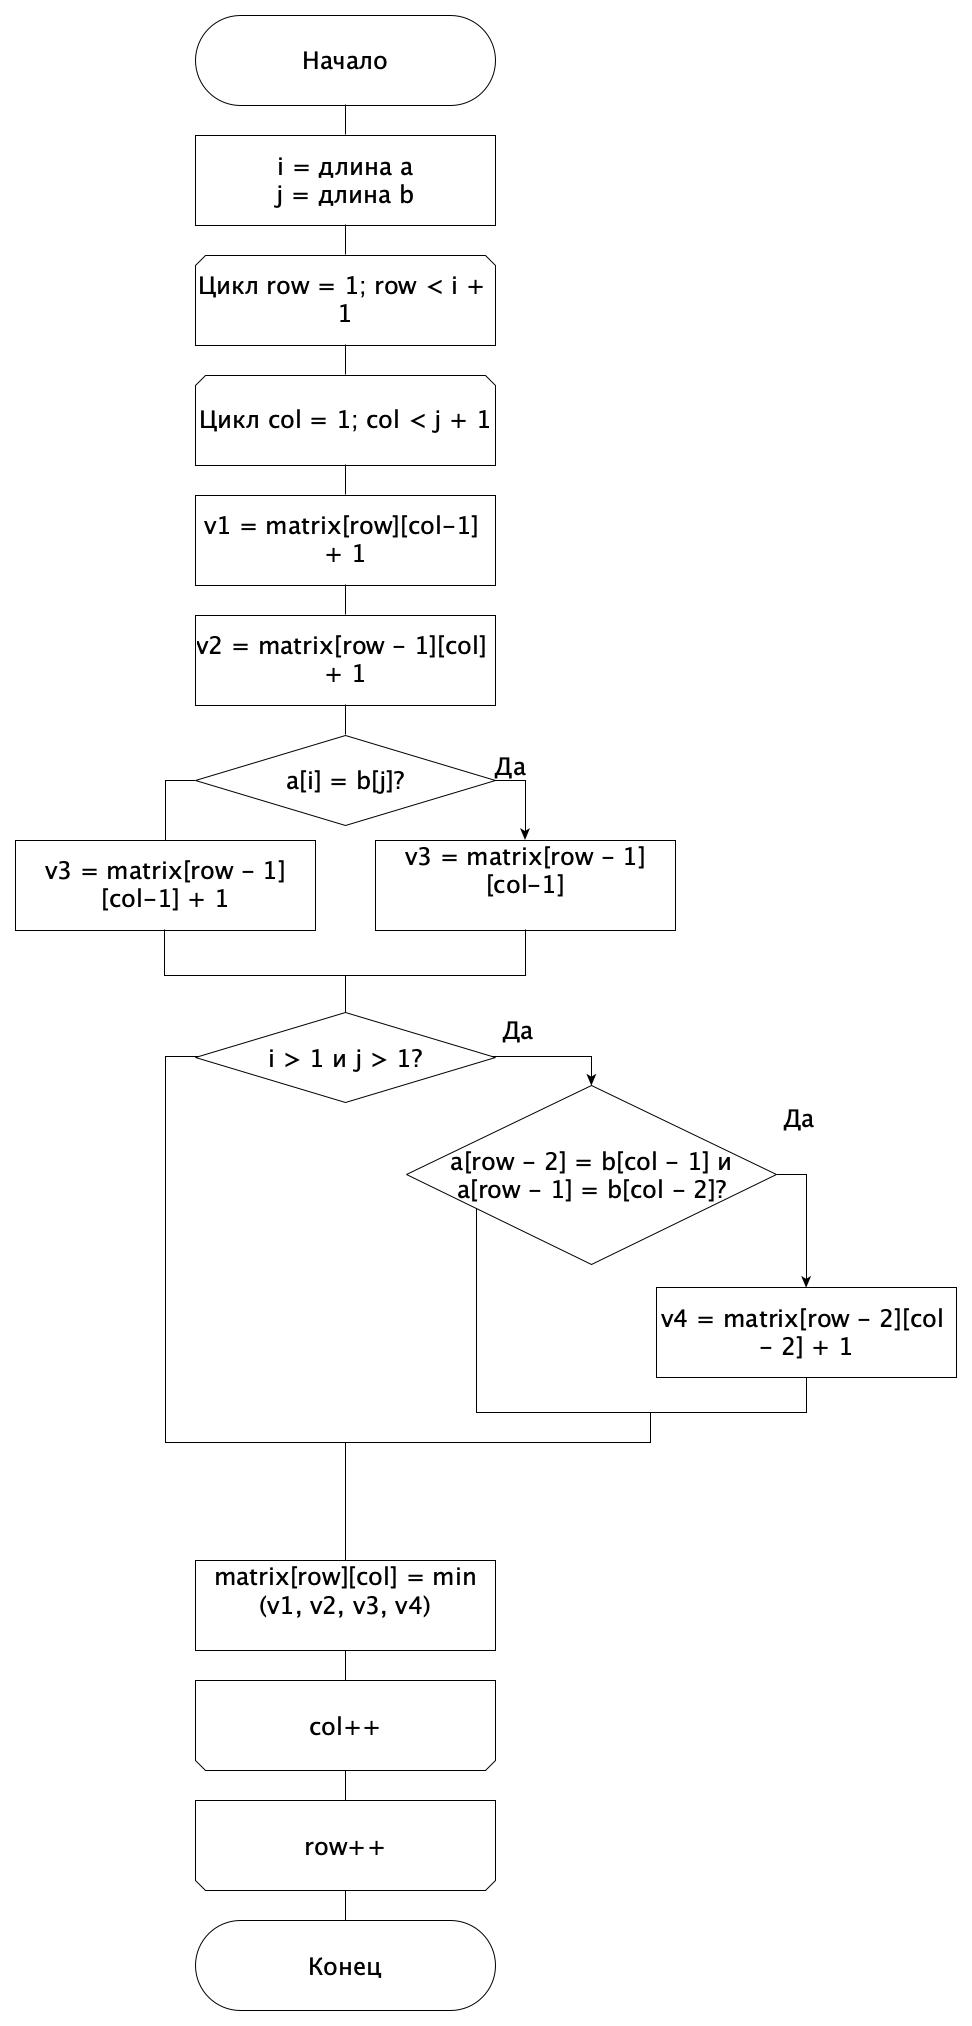 Начало
i = длина a
j = длина b
Цикл row = 1; row < i +
1
Цикл col = 1; col < j + 1
v1 = matrix[row][col-1]
+ 1
v2 = matrix[row - 1][col]
+ 1
a[i] = b[j]?
Да
v3 = matrix[row - 1]
[col-1] + 1
v3 = matrix[row - 1]
[col-1]
i > 1 и j > 1?
Да
a[row - 2] = b[col - 1] и
a[row - 1] = b[col - 2]?
Да
v4 = matrix[row - 2][col
- 2] + 1
matrix[row][col] = min
(v1, v2, v3, v4)
col++
row++
Конец